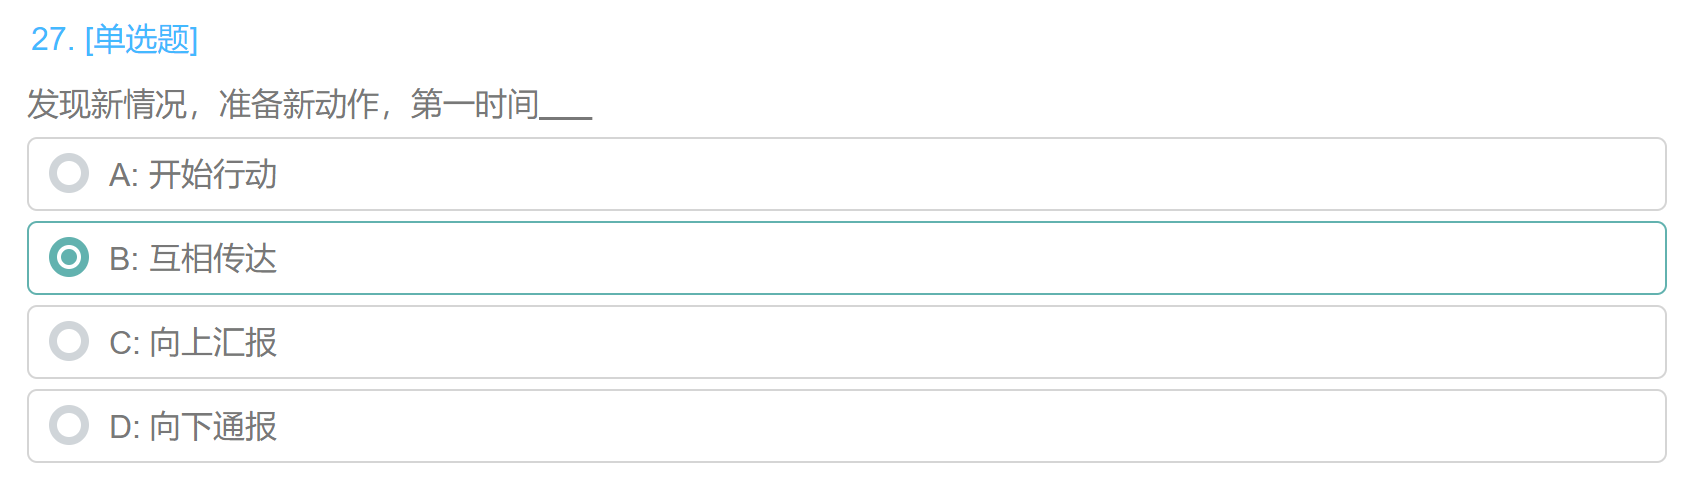 27. [单选题]
发现新情况，准备新动作，第一时间____
A: 开始行动
B: 互相传达
C: 向上汇报
D: 向下通报